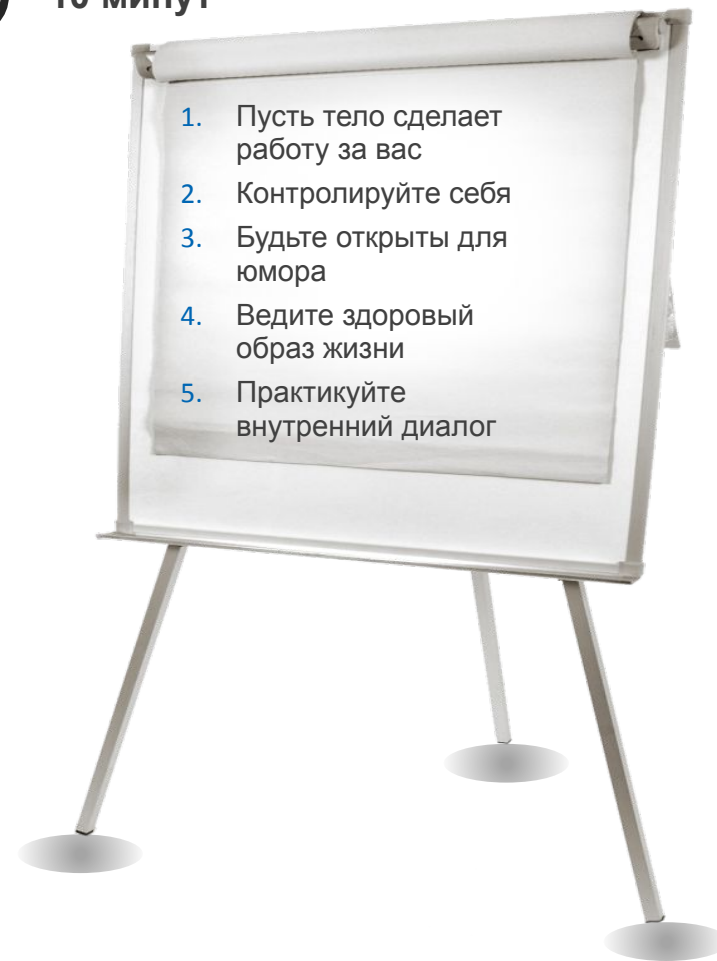 10 минут
1. Пусть тело сделает
работу за вас
2. Контролируйте себя
3. Будьте открыты для
юмора
4. Ведите здоровый
образ жизни
5. Практикуйте
внутренний диалог